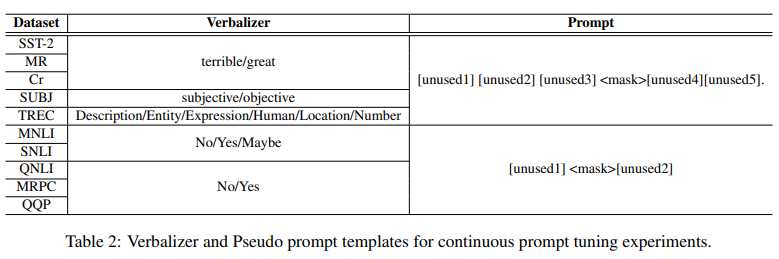 Dataset Verbalizer Prompt
SST-2
MR terrible/great
Cr [unused1] [unused2] [unused3] <mask>[unused4][unused5].
SUBJ subjective/objective
TREC Description/Entity/Expression/Human/Location/Number
MNLI No/Yes/Maybe
SNLI
QNLI [unused1] <mask>[unused2]
MRPC No/Yes
QQP
Table 2: Verbalizer and Pseudo prompt templates for continuous prompt tuning experiments.